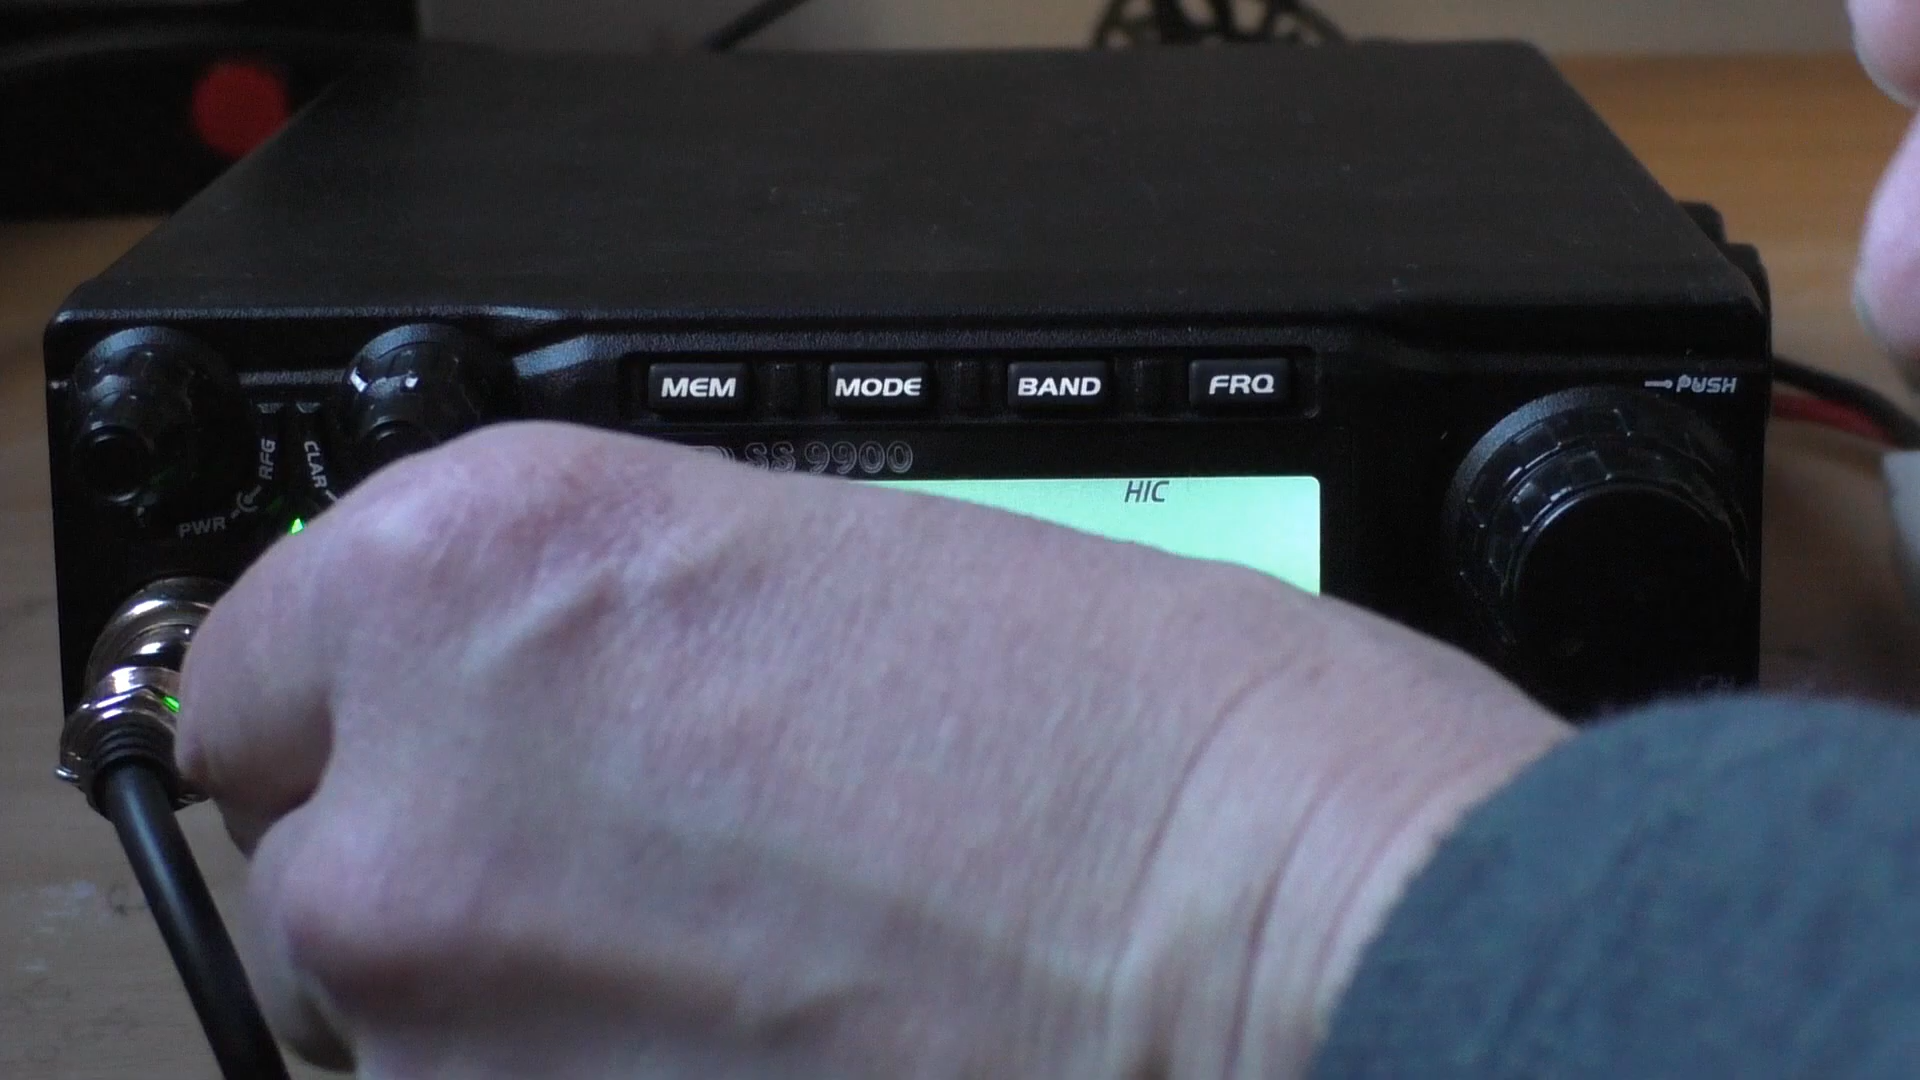 MEM MODE BAND FRQ
PUSH
SS 9900
RFG
CLAR
PWR
HIC